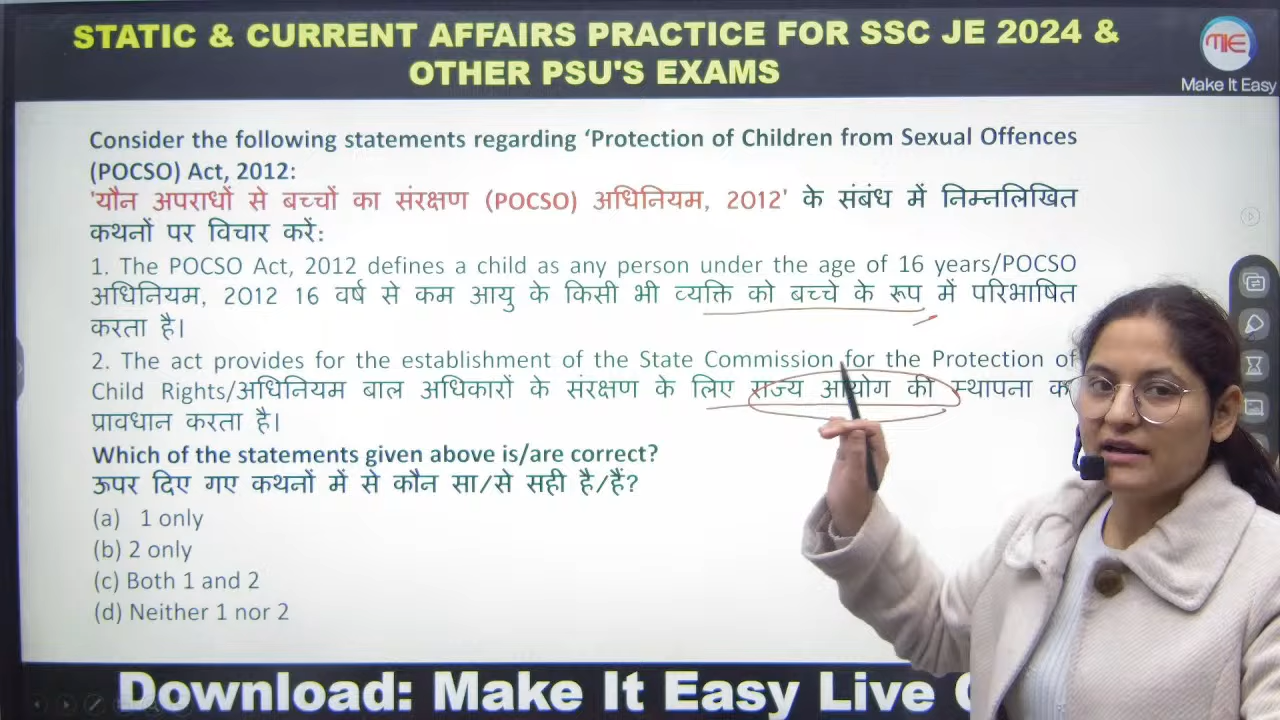 STATIC & CURRENT AFFAIRS PRACTICE FOR SSC JE 2024 &
OTHER PSU'S EXAMS
MIE
Make It Easy
Consider the following statements regarding ‘Protection of Children from Sexual Offences
(POCSO) Act, 2012:
'यौन अपराधों से बच्चों का संरक्षण (POCSO) अधिनियम, 2012' के संबंध में निम्नलिखित
कथनों पर विचार करें:
1. The POCSO Act, 2012 defines a child as any person under the age of 16 years/POCSO
अधिनियम, 2012 16 वर्ष से कम आयु के किसी भी व्यक्ति को बच्चे के रूप में परिभाषित
करता है।
2. The act provides for the establishment of the State Commission for the Protection of
Child Rights/अधिनियम बाल अधिकारों के संरक्षण के लिए राज्य आयोग की स्थापना का
प्रावधान करता है।
Which of the statements given above is/are correct?
ऊपर दिए गए कथनों में से कौन सा/से सही है/हैं?
(a) 1 only
(b) 2 only
(c) Both 1 and 2
(d) Neither 1 nor 2
Download: Make It Easy Live